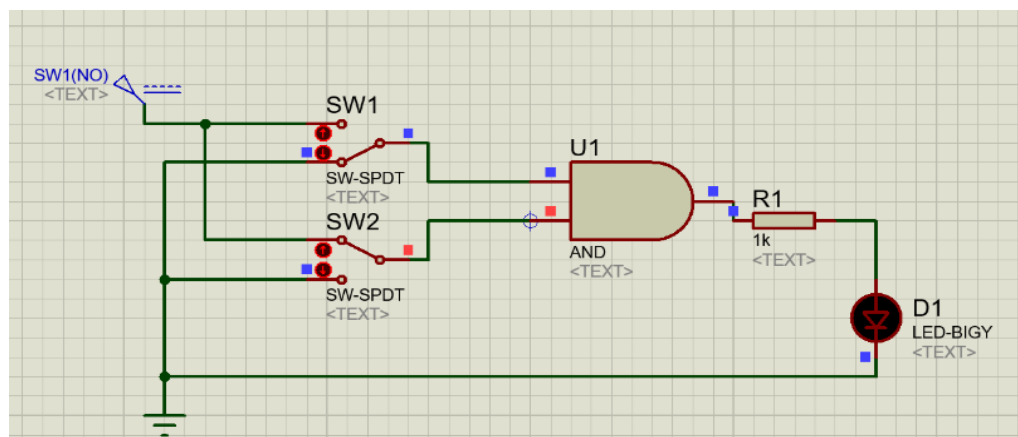 SW1(NO)
<TEXT>
SW1
SW-SPDT
<TEXT>
SW2
SW-SPDT
<TEXT>
U1
AND
<TEXT>
R1
1k
<TEXT>
D1
LED-BIGY
<TEXT>